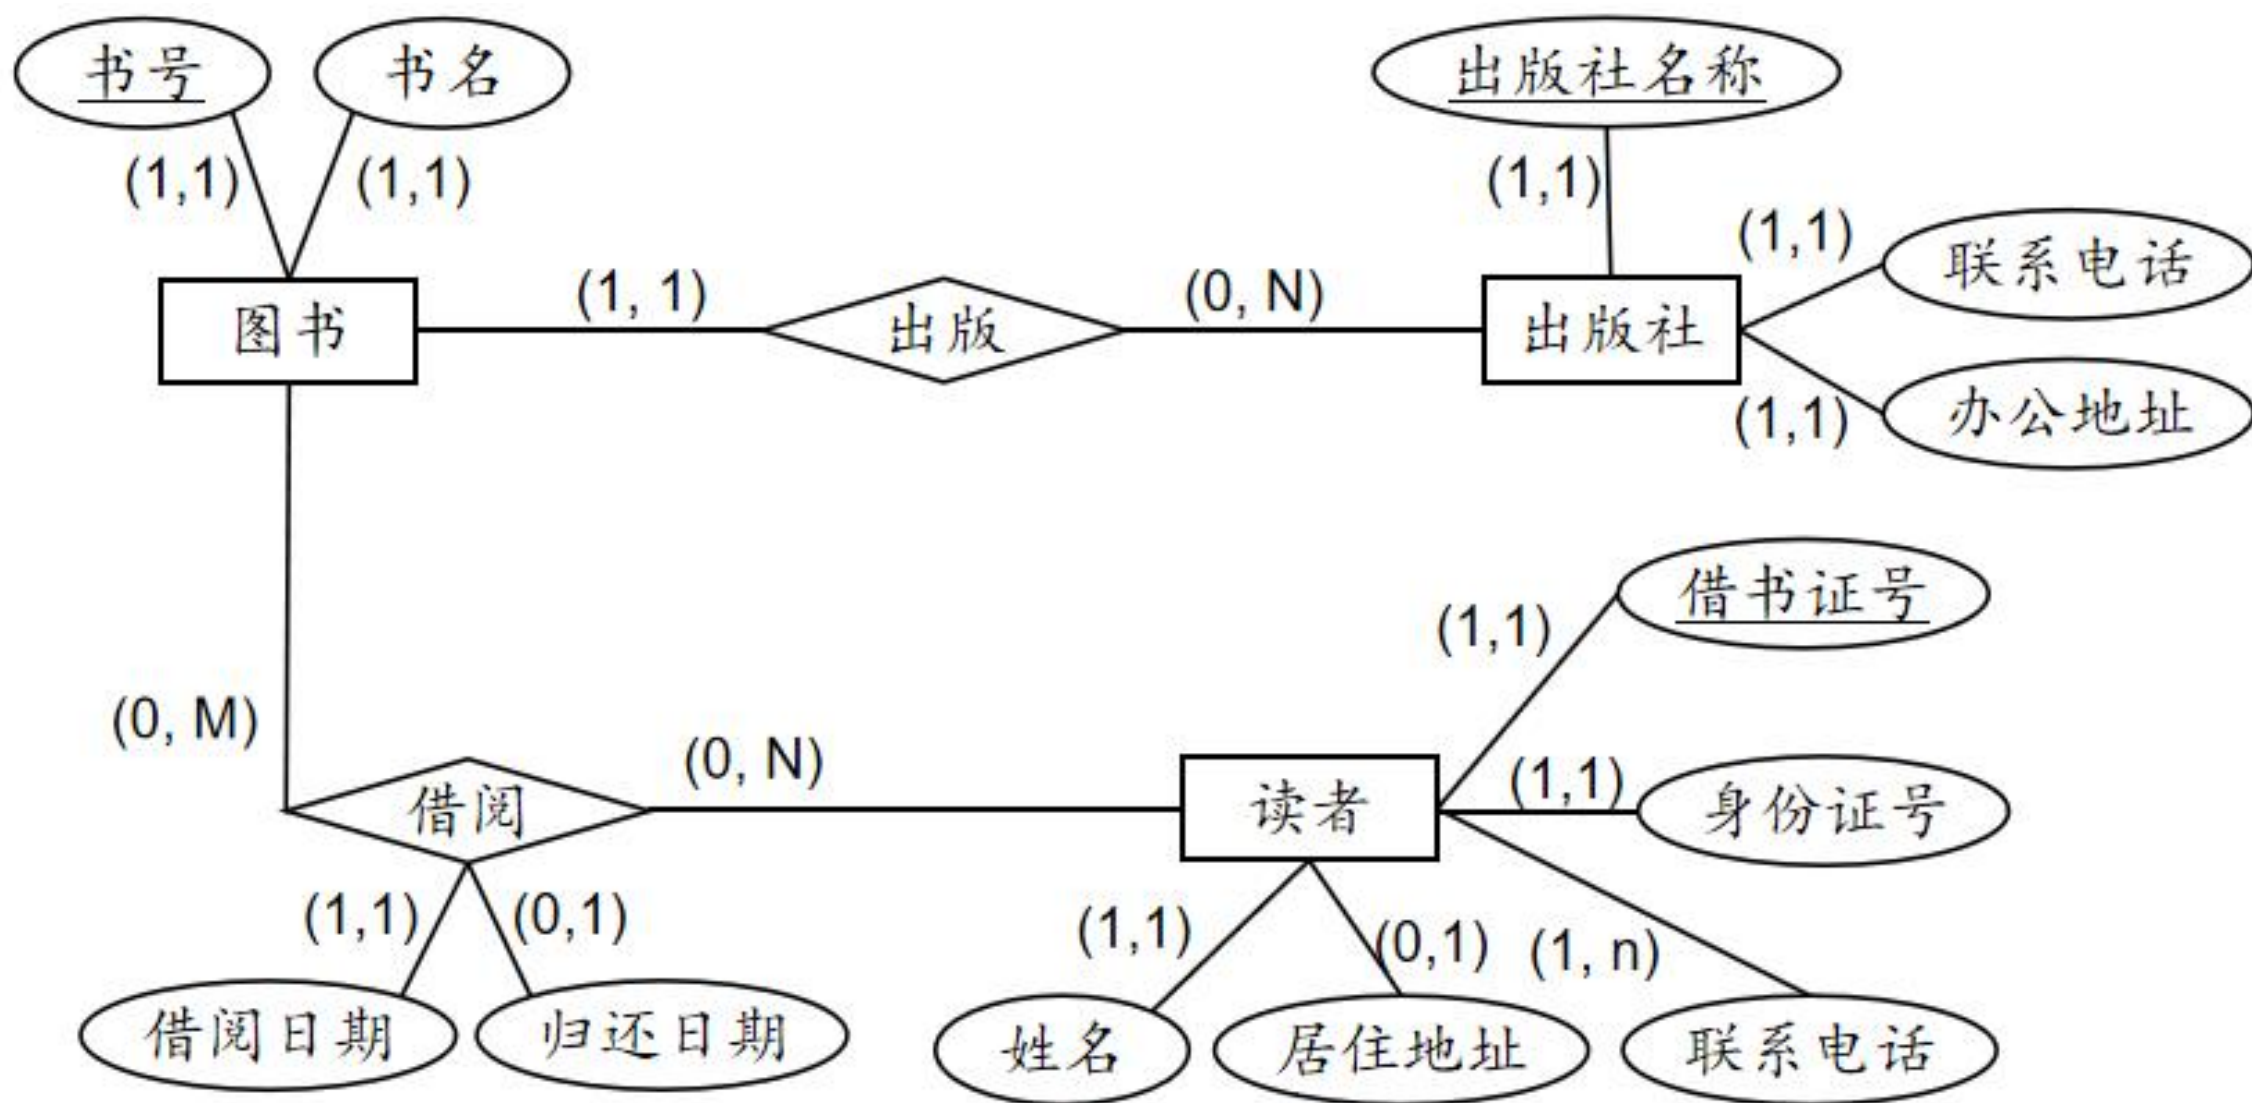 书号
书名
出版社名称
(1,1)
(1,1)
(1,1)
(1,1)
联系电话
图书
(1, 1)
出版
(0, N)
出版社
(1,1)
办公地址
借书证号
(1,1)
(0, M)
(0, N)
借阅
读者
(1,1)
身份证号
(1,1)
(0,1)
(1,1)
(0,1)
(1, n)
借阅日期
归还日期
姓名
居住地址
联系电话